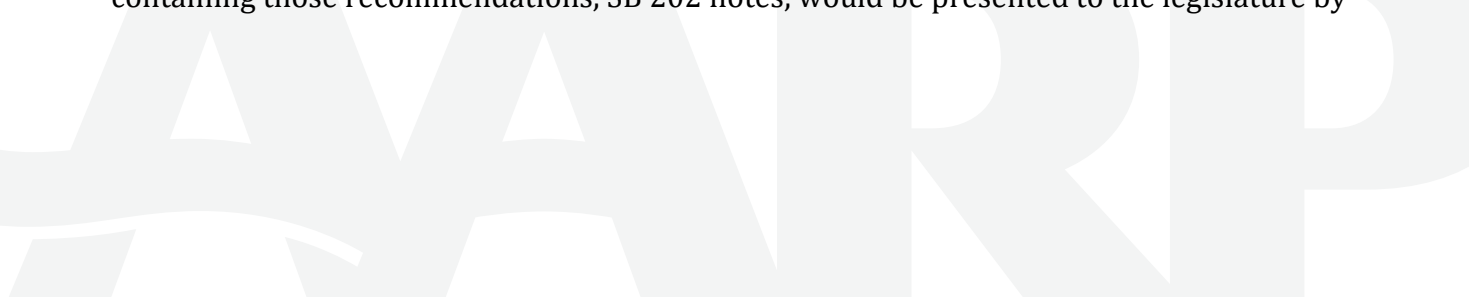 containing those recommendations, SB 202 notes, would be presented to the legislature by
AARP